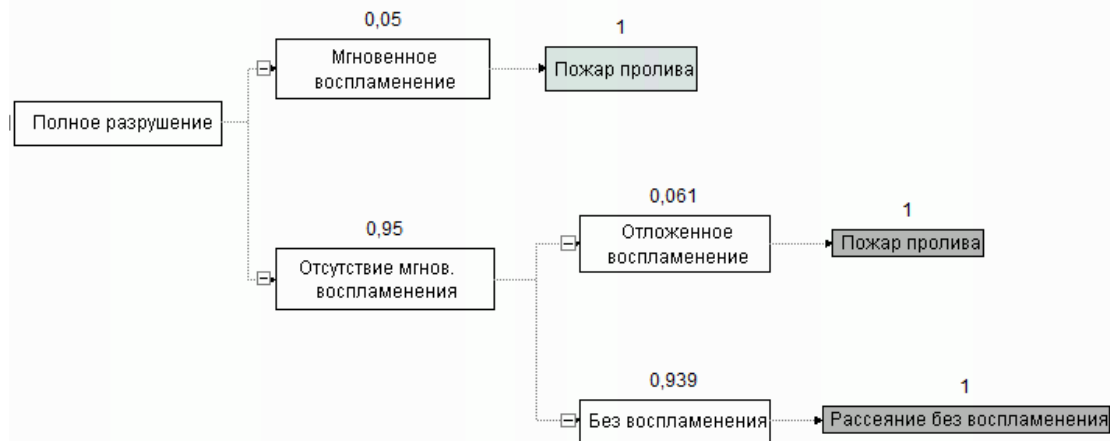 0,05
1
Мгновенное
воспламенение
Пожар пролива
Полное разрушение
0,061
1
0,95
Отложенное
воспламенение
Пожар пролива
Отсутствие мгнов.
воспламенения
0,939
1
Без воспламенения
Рассеяние без воспламенения